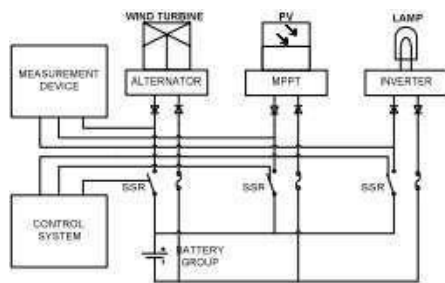 WIND TURBINE
PV
LAMP
MEASUREMENT
DEVICE
ALTERNATOR
MPPT
INVERTER
SSR
SSR
SSR
CONTROL
SYSTEM
BATTERY
GROUP